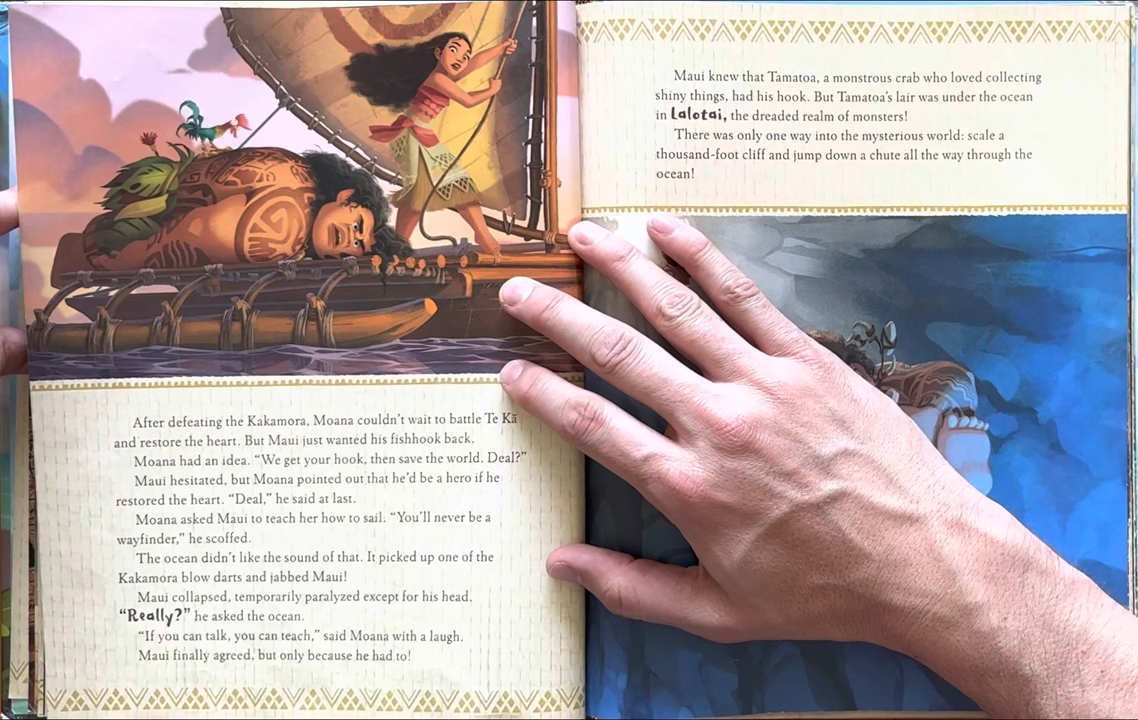 After defeating the Kakamora, Moana couldn't wait to battle Te Kā
and restore the heart. But Maui just wanted his fishhook back.
Moana had an idea. “We get your hook, then save the world. Deal?”
Maui hesitated, but Moana pointed out that he'd be a hero if he
restored the heart. “Deal,” he said at last.
Moana asked Maui to teach her how to sail. “You'll never be a
wayfinder,” he scoffed.
The ocean didn't like the sound of that. It picked up one of the
Kakamora blow darts and jabbed Maui!
Maui collapsed, temporarily paralyzed except for his head.
“Really?” he asked the ocean.
“If you can talk, you can teach,” said Moana with a laugh.
Maui finally agreed, but only because he had to!
Maui knew that Tamatoa, a monstrous crab who loved collecting
shiny things, had his hook. But Tamatoa's lair was under the ocean
in Lalotai, the dreaded realm of monsters!
There was only one way into the mysterious world: scale a
thousand-foot cliff and jump down a chute all the way through the
ocean!